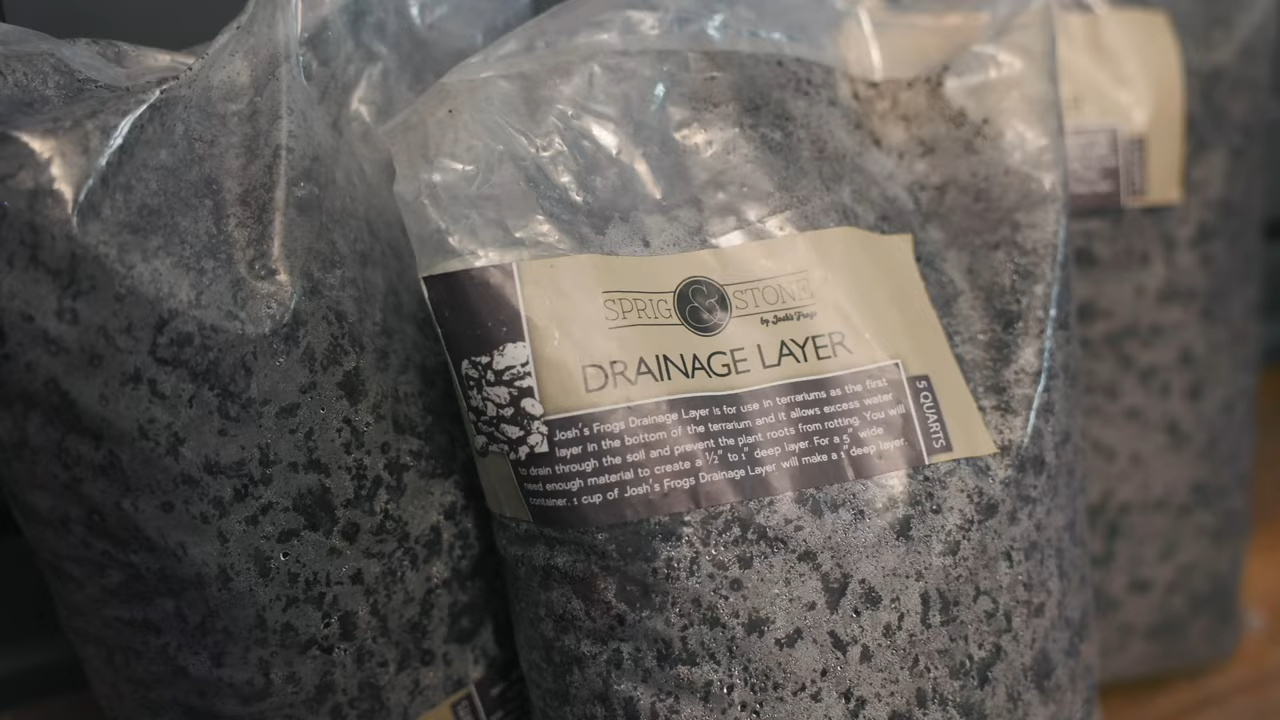 SPRIG & STONE
by Josh's Frogs
DRAINAGE LAYER
Josh's Frogs Drainage Layer is for use in terrariums as the first
layer in the bottom of the terrarium and it allows excess water
to drain through the soil and prevent the plant roots from rotting. You will
need enough material to create a ½" to 1" deep layer. For a 5" wide
container, 1 cup of Josh's Frogs Drainage Layer will make a 1" deep layer.
5 QUARTS